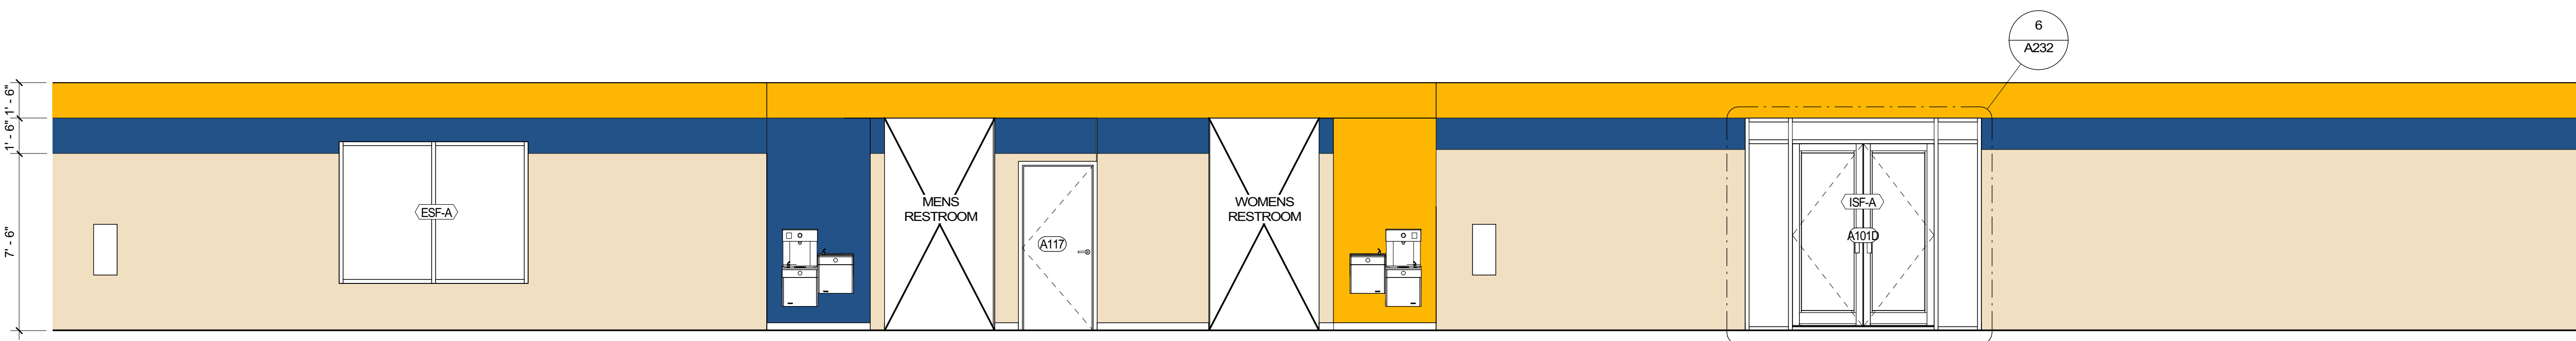 6
A232
1' - 6"
1' - 6"
7' - 6"
ESF-A
MENS
RESTROOM
A117
WOMENS
RESTROOM
ISF-A
A101D